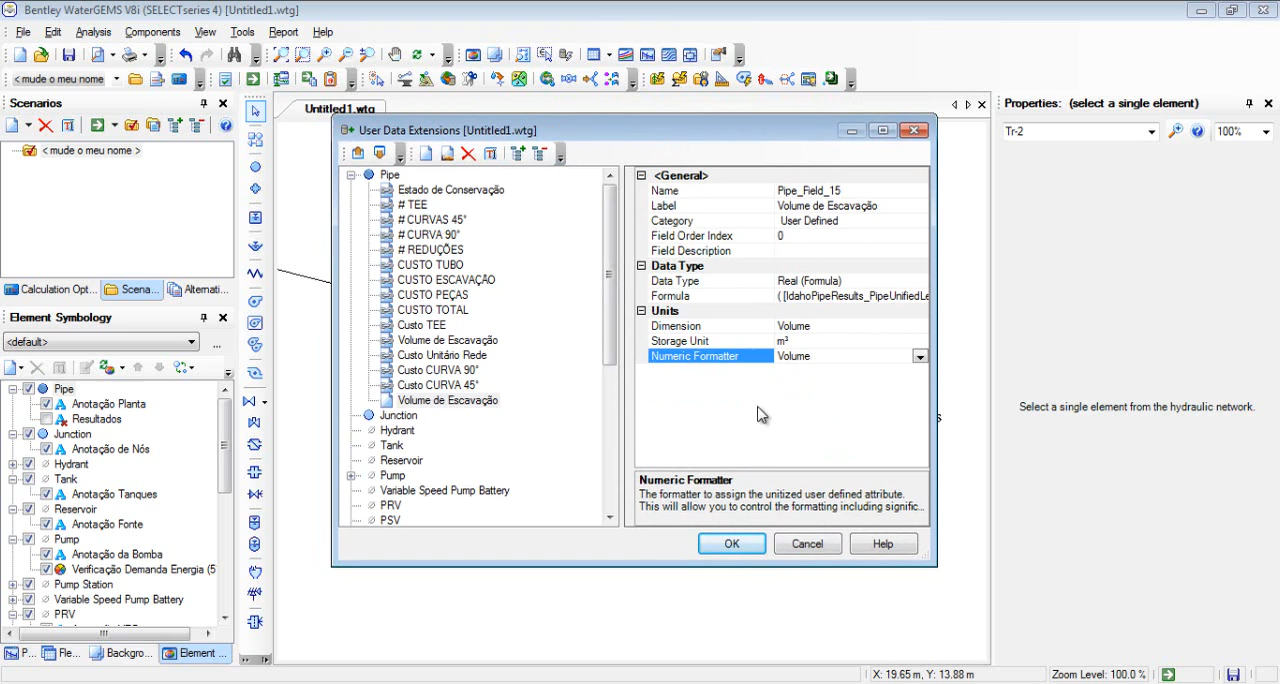 Bentley WaterGEMS V8i (SELECTseries 4) [Untitled1.wtg]
File Edit Analysis Components View Tools Report Help
< mude o meu nome
Scenarios
< mude o meu nome >
Calculation Opt... Scena... Alternati...
Element Symbology
<default>
...
Pipe
Anotação Planta
Resultados
Junction
Anotação de Nós
Hydrant
Tank
Anotação Tanques
Reservoir
Anotação Fonte
Pump
Anotação da Bomba
Verificação Demanda Energia (5
Pump Station
Variable Speed Pump Battery
PRV
P... Fle... Backgro... Element ...
Untitled1.wtg
User Data Extensions [Untitled1.wtg]
Pipe
Estado de Conservação
# TEE
# CURVAS 45°
# CURVA 90°
# REDUÇÕES
CUSTO TUBO
CUSTO ESCAVAÇÃO
CUSTO PEÇAS
CUSTO TOTAL
Custo TEE
Volume de Escavação
Custo Unitário Rede
Custo CURVA 90°
Custo CURVA 45°
Volume de Escavação
Junction
Hydrant
Tank
Reservoir
Pump
Variable Speed Pump Battery
PRV
PSV
<General>
Name Pipe_Field_15
Label Volume de Escavação
Category User Defined
Field Order Index 0
Field Description
Data Type
Data Type Real (Formula)
Formula ( [IdahoPipeResults_PipeUnifiedLe
Units
Dimension Volume
Storage Unit m³
Numeric Formatter Volume
Numeric Formatter
The formatter to assign the unitized user defined attribute.
This will allow you to control the formatting including signific...
OK Cancel Help
Properties: (select a single element)
Tr-2 100%
Select a single element from the hydraulic network.
X: 19.65 m, Y: 13.88 m Zoom Level: 100.0 %